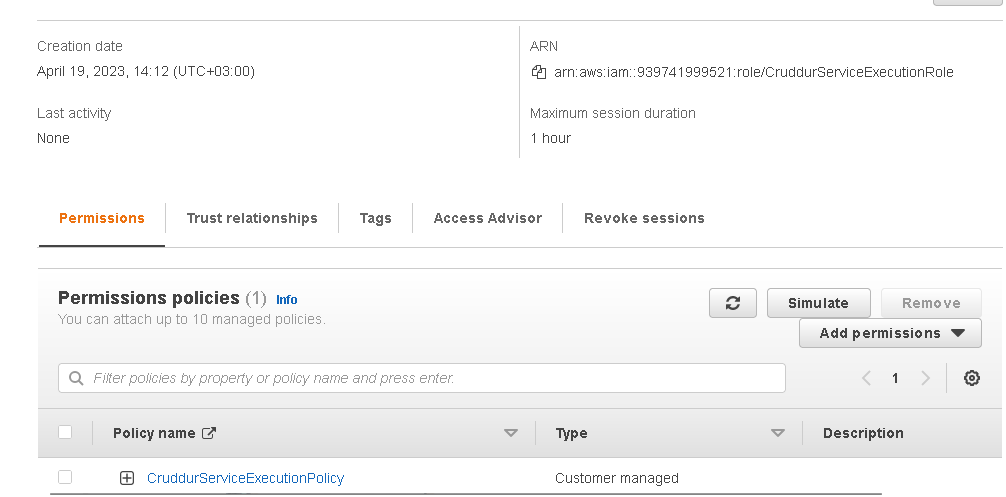 Creation date
April 19, 2023, 14:12 (UTC+03:00)
ARN
arn:aws:iam::939741999521:role/CruddurServiceExecutionRole
Last activity
None
Maximum session duration
1 hour
Permissions
Trust relationships
Tags
Access Advisor
Revoke sessions
Permissions policies (1) Info
You can attach up to 10 managed policies.
Simulate
Remove
Add permissions
Filter policies by property or policy name and press enter.
1
Policy name
Type
Description
CruddurServiceExecutionPolicy
Customer managed